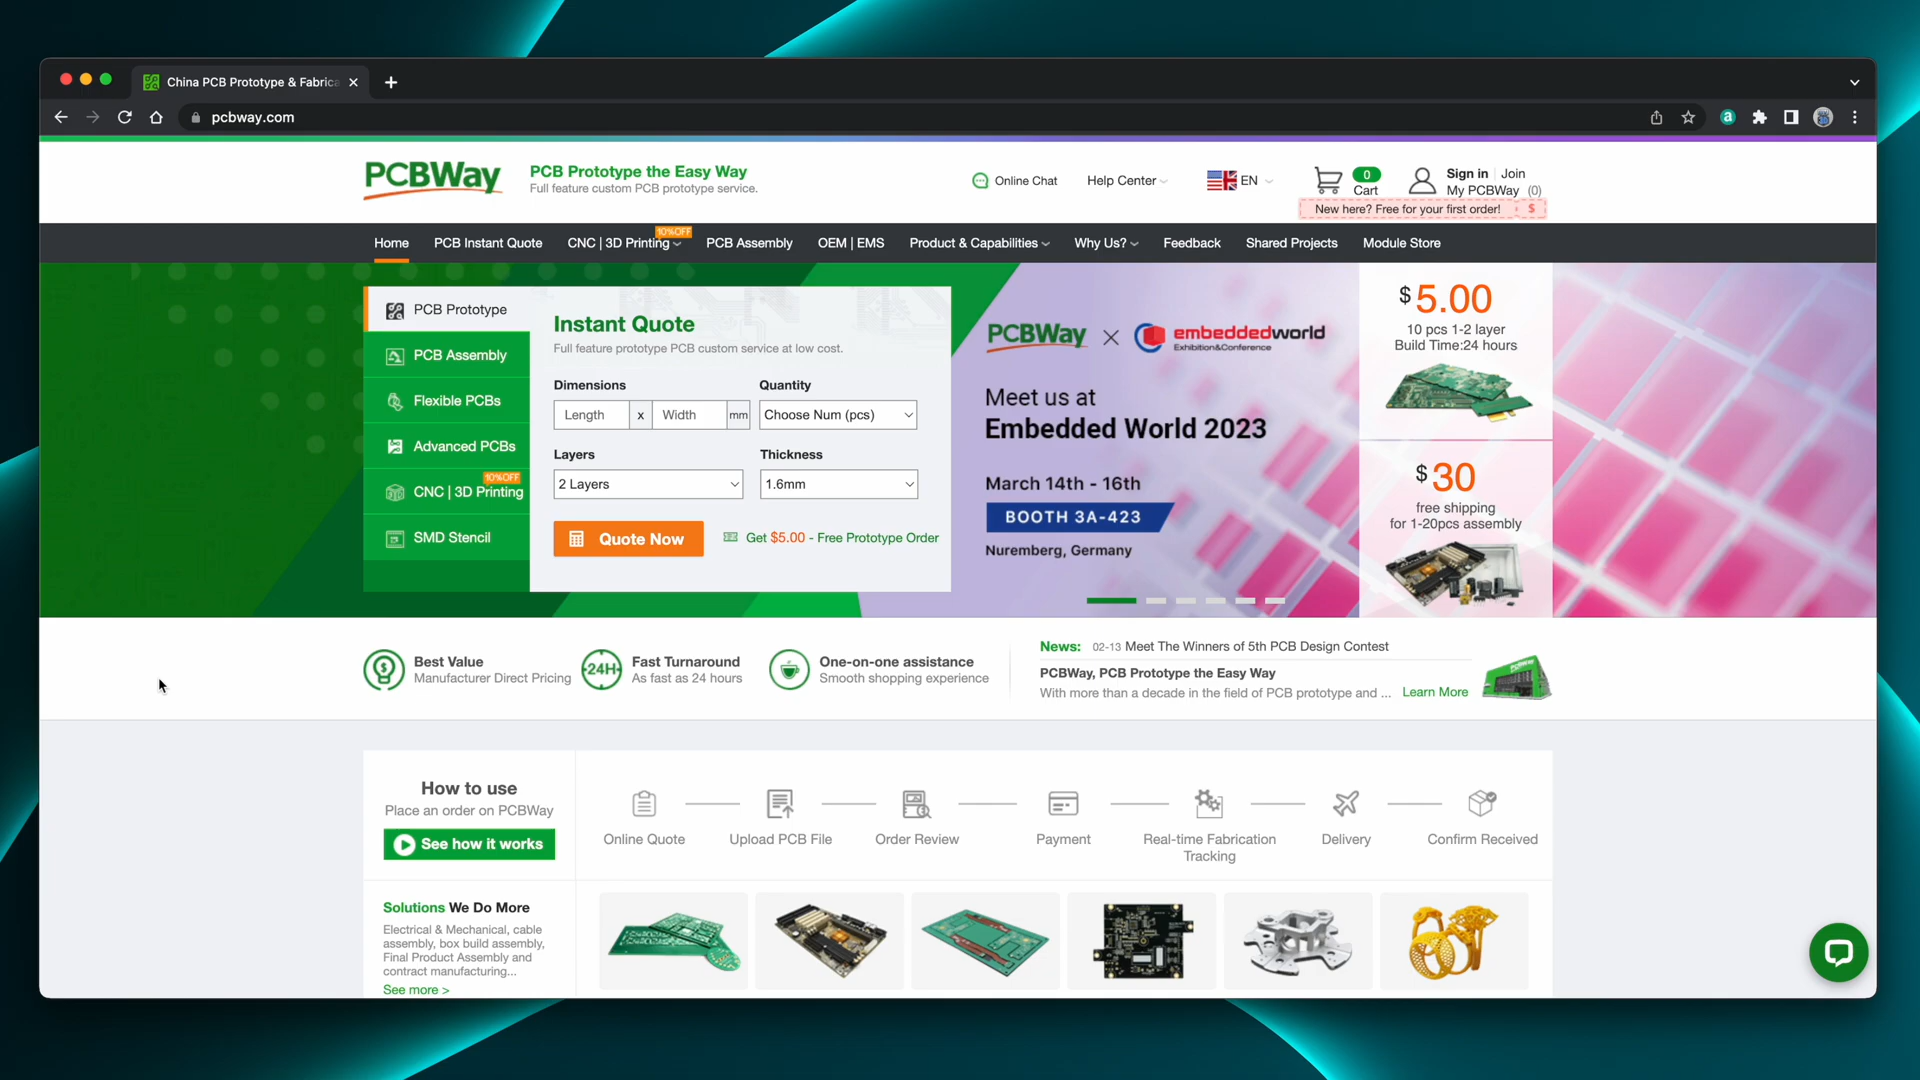 China PCB Prototype & Fabrica
pcbway.com
PCBWay
PCB Prototype the Easy Way
Full feature custom PCB prototype service.
Online Chat
Help Center
EN
0
Cart
Sign in
Join
My PCBWay (0)
New here? Free for your first order!
$
Home
PCB Instant Quote
CNC | 3D Printing
10%OFF
PCB Assembly
OEM | EMS
Product & Capabilities
Why Us?
Feedback
Shared Projects
Module Store
PCB Prototype
PCB Assembly
Flexible PCBs
Advanced PCBs
10%OFF
CNC | 3D Printing
SMD Stencil
Instant Quote
Full feature prototype PCB custom service at low cost.
Dimensions
Quantity
Length x Width mm
Choose Num (pcs)
Layers
Thickness
2 Layers
1.6mm
Quote Now
Get $5.00 - Free Prototype Order
PCBWay
embeddedworld
Exhibition&Conference
Meet us at
Embedded World 2023
March 14th - 16th
BOOTH 3A-423
Nuremberg, Germany
$5.00
10 pcs 1-2 layer
Build Time:24 hours
$30
free shipping
for 1-20pcs assembly
Best Value
Manufacturer Direct Pricing
24H
Fast Turnaround
As fast as 24 hours
One-on-one assistance
Smooth shopping experience
News: 02-13 Meet The Winners of 5th PCB Design Contest
PCBWay, PCB Prototype the Easy Way
With more than a decade in the field of PCB prototype and ... Learn More
How to use
Place an order on PCBWay
See how it works
Online Quote
Upload PCB File
Order Review
Payment
Real-time Fabrication
Tracking
Delivery
Confirm Received
Solutions We Do More
Electrical & Mechanical, cable
assembly, box build assembly,
Final Product Assembly and
contract manufacturing...
See more >